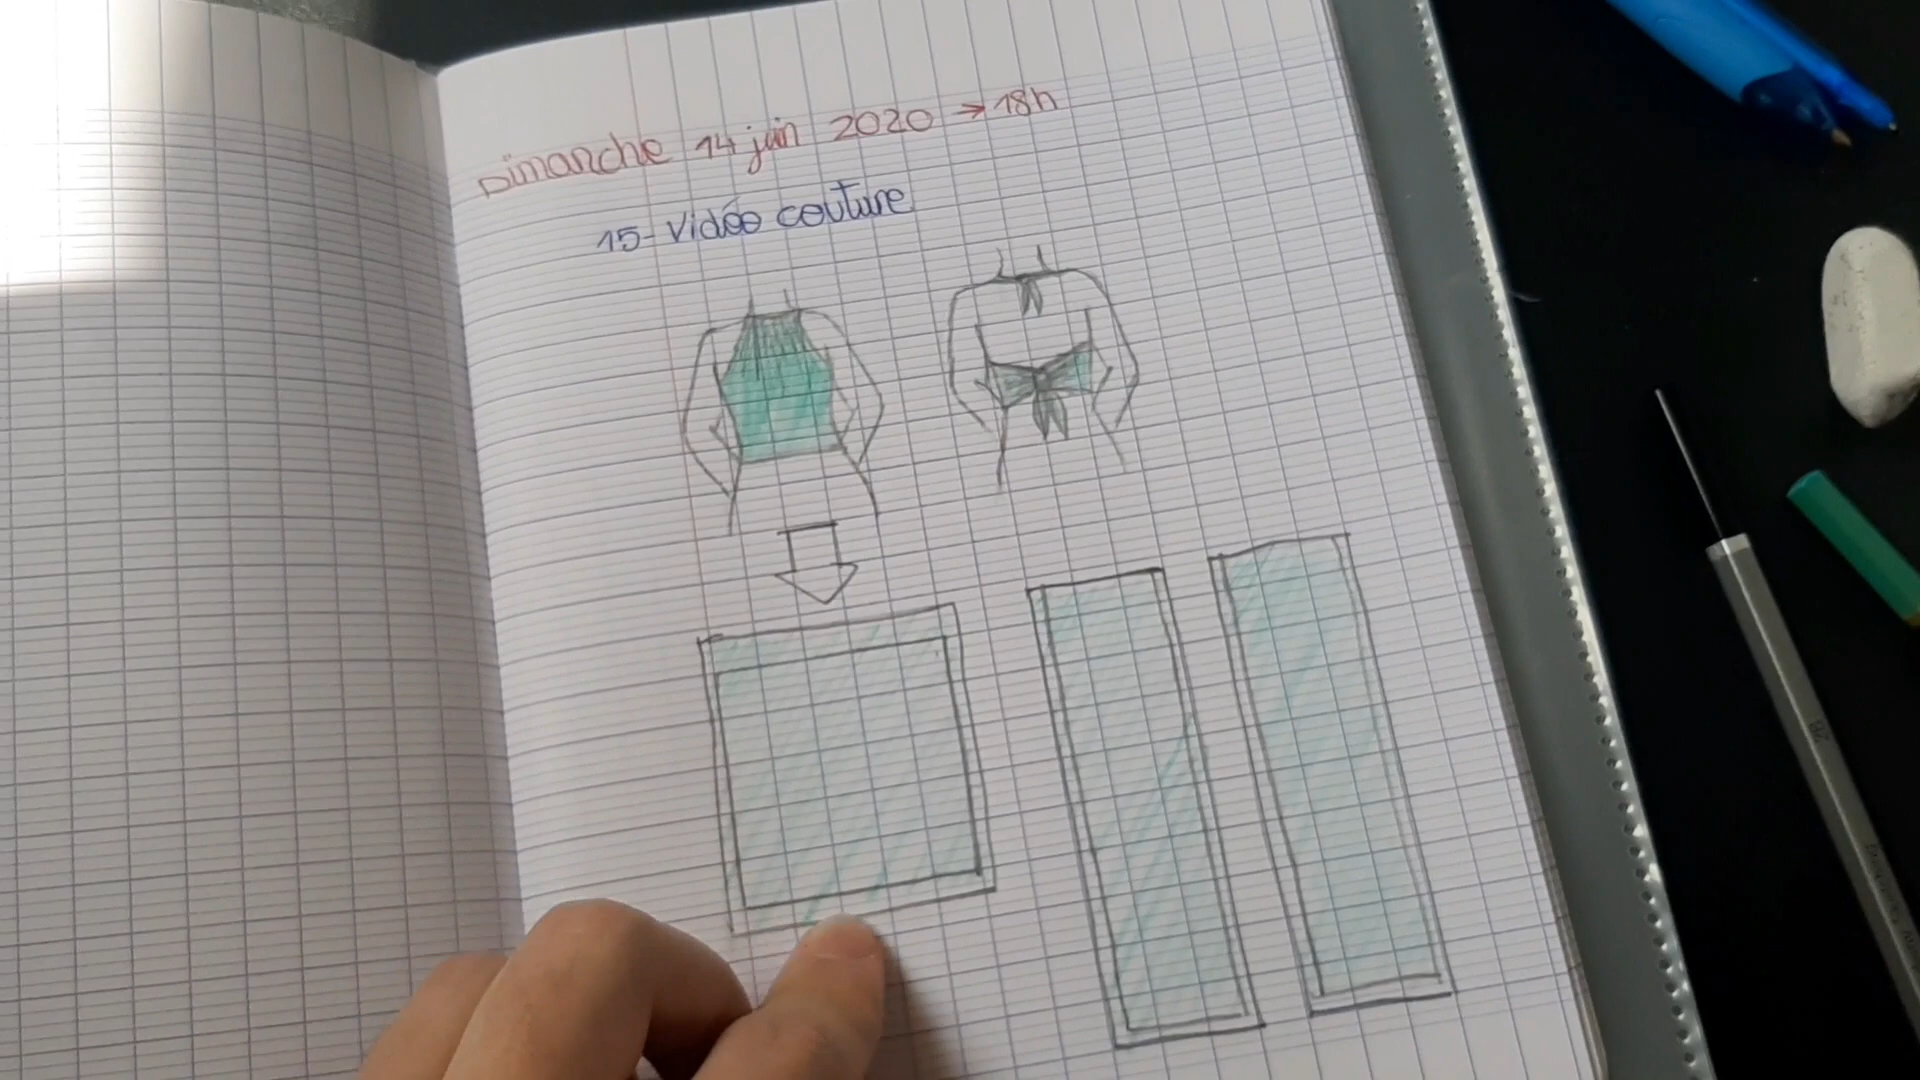 Dimanche 14 juin 2020 → 18h
15- Vidéo couture